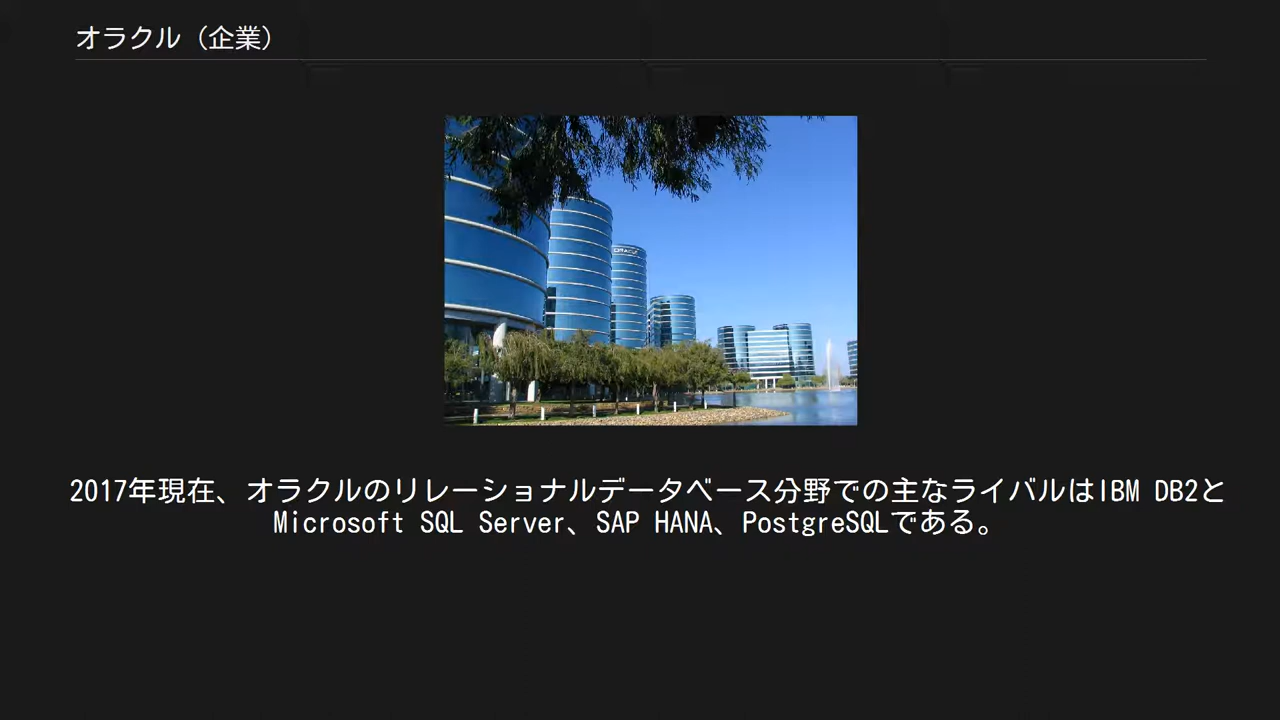 オラクル（企業）
ORACLE
2017年現在、オラクルのリレーショナルデータベース分野での主なライバルはIBM DB2と
Microsoft SQL Server、SAP HANA、PostgreSQLである。